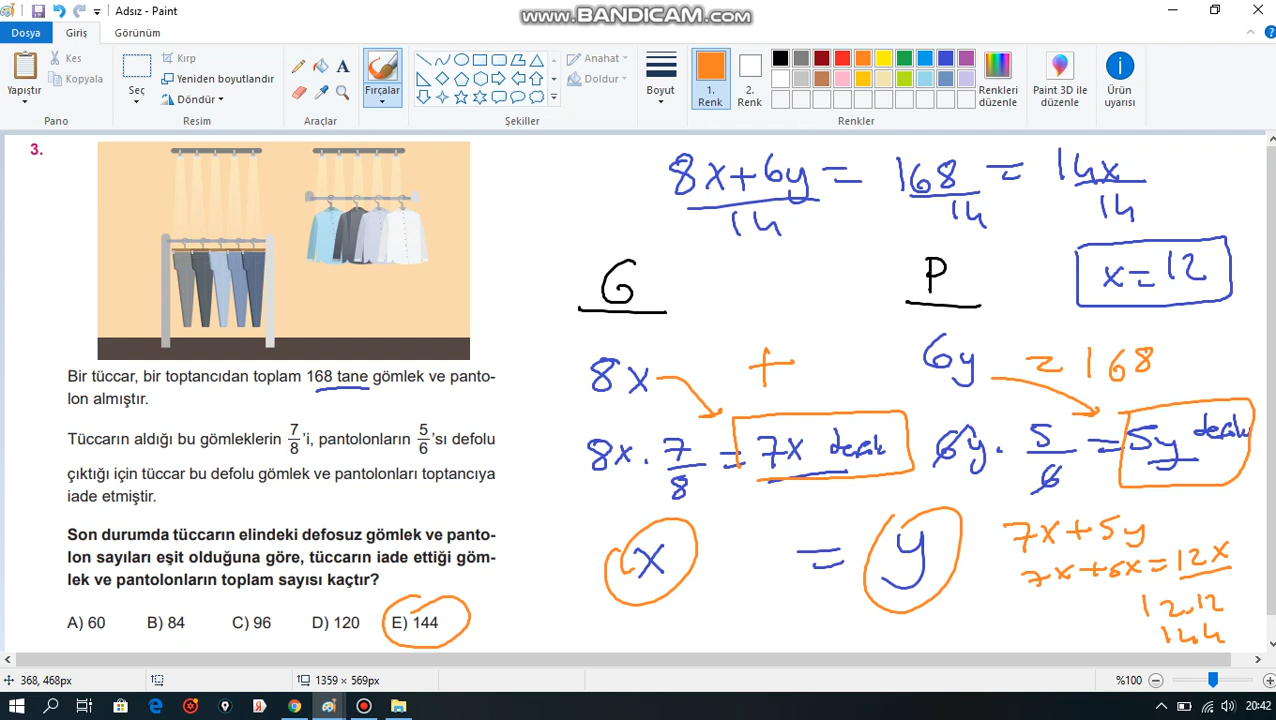 Adsız - Paint
www.BANDICAM.com
Dosya
Giriş
Görünüm
Yapıştır
Kes
Kopyala
Pano
Seç
Kırp
Yeniden boyutlandır
Döndür
Resim
Araçlar
Fırçalar
Şekiller
Anahat
Doldur
Boyut
1. Renk
2. Renk
Renkler
Renkleri düzenle
Paint 3D ile düzenle
Ürün uyarısı
3.
Bir tüccar, bir toptancıdan toplam 168 tane gömlek ve panto-
lon almıştır.
Tüccarın aldığı bu gömleklerin 7/8'i, pantolonların 5/6'sı defolu
çıktığı için tüccar bu defolu gömlek ve pantolonları toptancıya
iade etmiştir.
Son durumda tüccarın elindeki defosuz gömlek ve panto-
lon sayıları eşit olduğuna göre, tüccarın iade ettiği göm-
lek ve pantolonların toplam sayısı kaçtır?
A) 60 B) 84 C) 96 D) 120 E) 144
8x+6y = 168 = 14x
14 14 14
x=12
G P
8x + 6y = 168
8x . 7/8 = 7x 6y . 5/6 = 5y
x = y
7x+5y
7x+5x=12x
12.12
144
368, 468px
1359 × 569px
%100
20:42